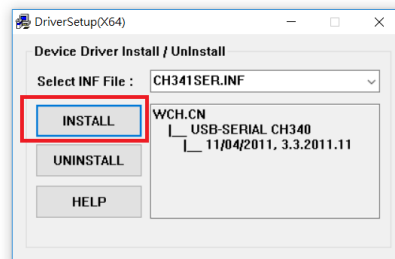 DriverSetup(X64)
Device Driver Install / UnInstall
Select INF File :
CH341SER.INF
INSTALL
UNINSTALL
HELP
WCH.CN
|__ USB-SERIAL CH340
|__ 11/04/2011, 3.3.2011.11